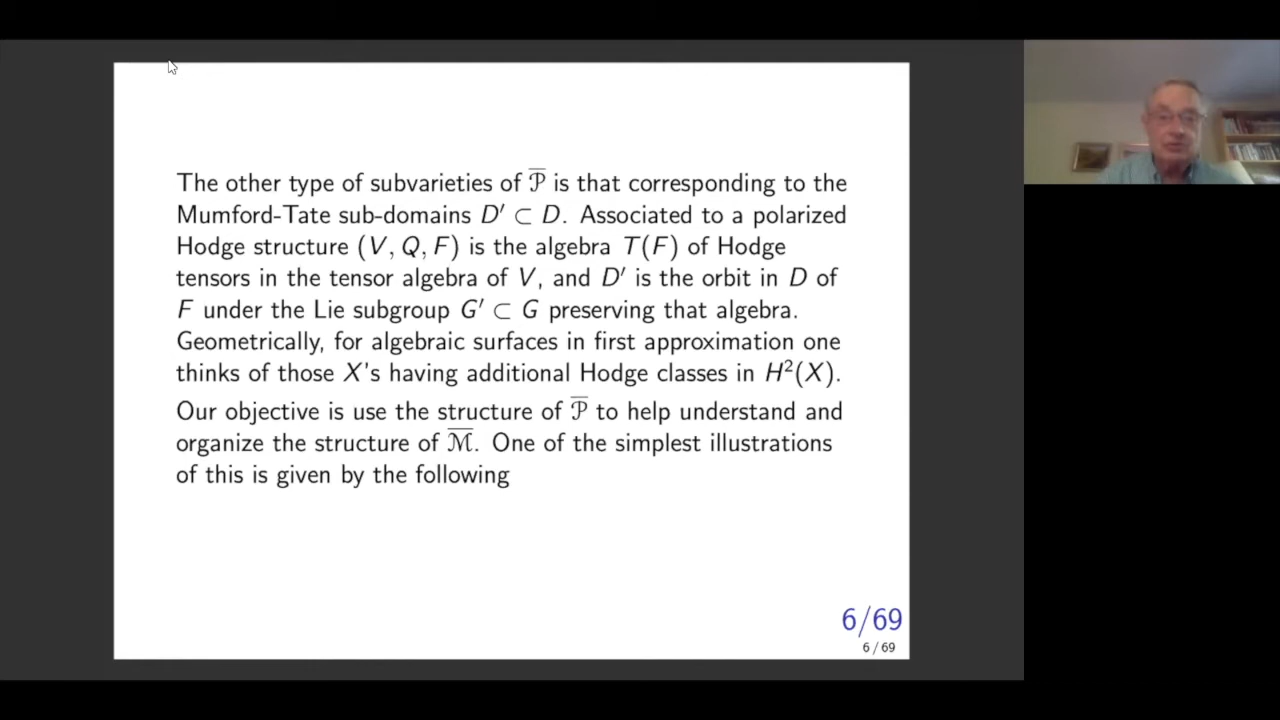 The other type of subvarieties of 𝒫̅ is that corresponding to the
Mumford-Tate sub-domains D′ ⊂ D. Associated to a polarized
Hodge structure (V, Q, F) is the algebra T(F) of Hodge
tensors in the tensor algebra of V, and D′ is the orbit in D of
F under the Lie subgroup G′ ⊂ G preserving that algebra.
Geometrically, for algebraic surfaces in first approximation one
thinks of those X's having additional Hodge classes in H²(X).
Our objective is use the structure of 𝒫̅ to help understand and
organize the structure of ℳ̅. One of the simplest illustrations
of this is given by the following
6/69
6 / 69